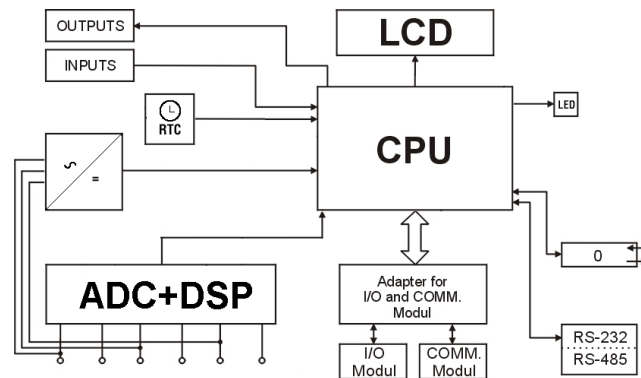 OUTPUTS
LCD
INPUTS
RTC
CPU
LED
ADC+DSP
Adapter for
I/O and COMM.
Modul
0
I/O
Modul
COMM.
Modul
RS-232
RS-485